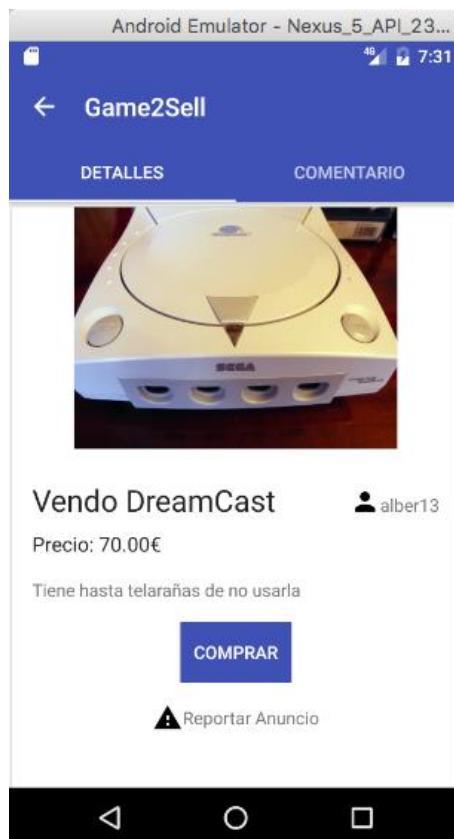 Android Emulator - Nexus_5_API_23...
4G 7:31
Game2Sell
DETALLES COMENTARIO
SEGA
Vendo DreamCast alber13
Precio: 70.00€
Tiene hasta telarañas de no usarla
COMPRAR
Reportar Anuncio